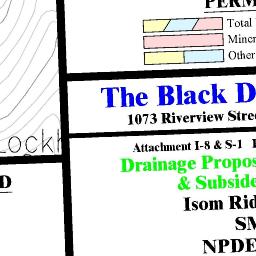 PERM
Total
Miner
Other
The Black D
1073 Riverview Stree
Lockh
Attachment I-8 & S-1
Drainage Propos
& Subside
Isom Rid
SM
NPDE